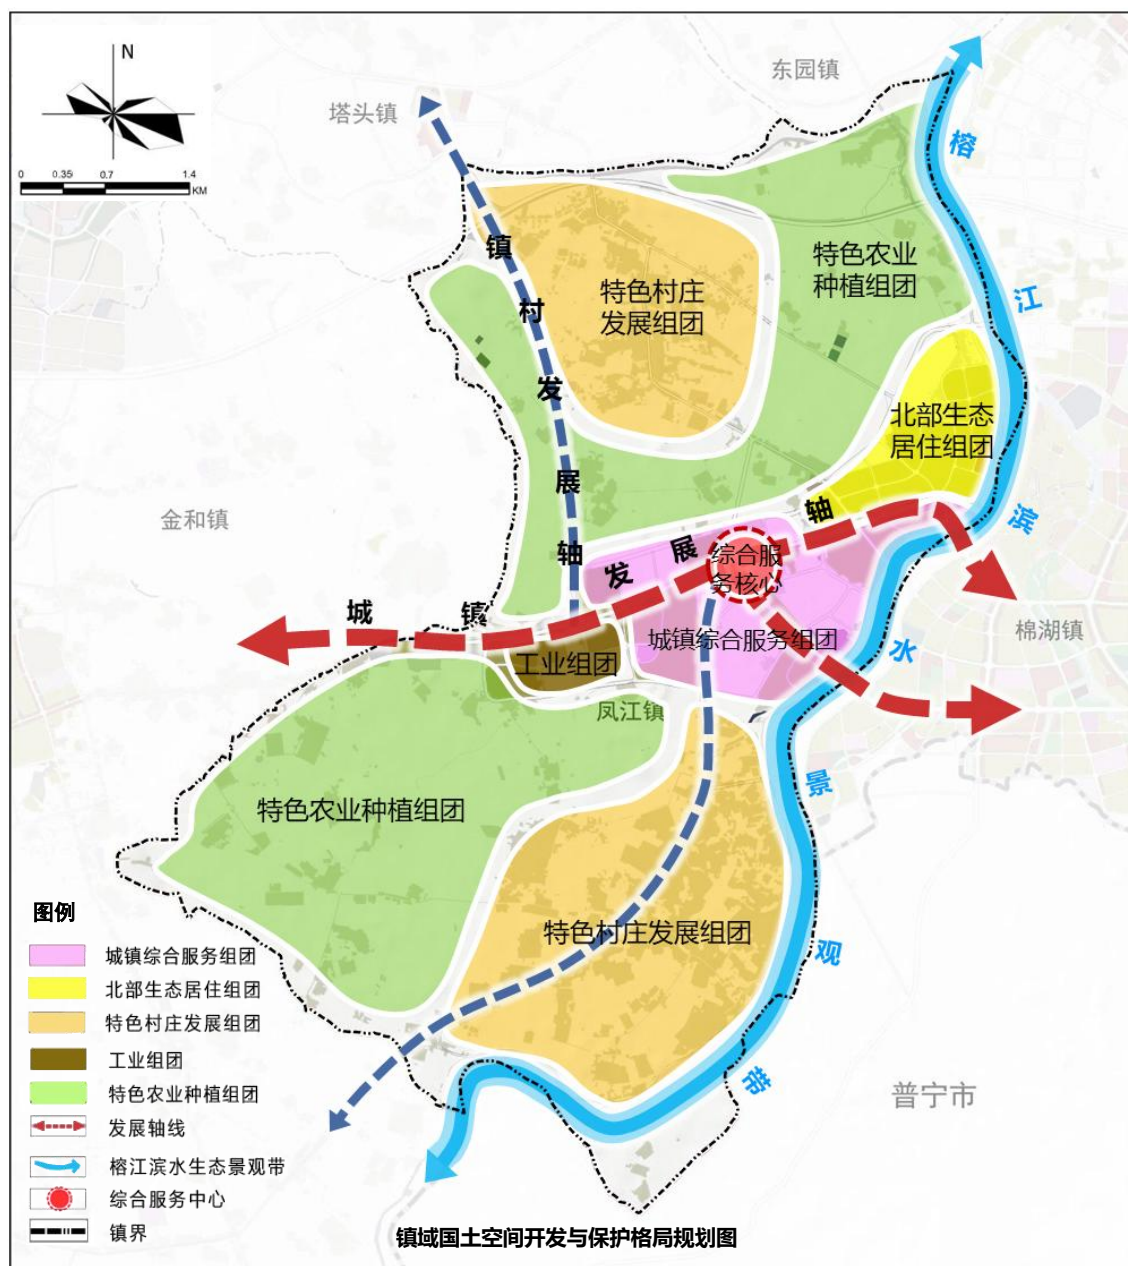 N
0 0.35 0.7 1.4
KM
东园镇
塔头镇
榕江滨水景观带
镇村发展轴
特色农业
种植组团
特色村庄
发展组团
北部生态
居住组团
金和镇
城镇发展轴
综合服
务核心
棉湖镇
城镇综合服务组团
工业组团
凤江镇
特色农业种植组团
特色村庄发展组团
普宁市
图例
城镇综合服务组团
北部生态居住组团
特色村庄发展组团
工业组团
特色农业种植组团
发展轴线
榕江滨水生态景观带
综合服务中心
镇界
镇域国土空间开发与保护格局规划图